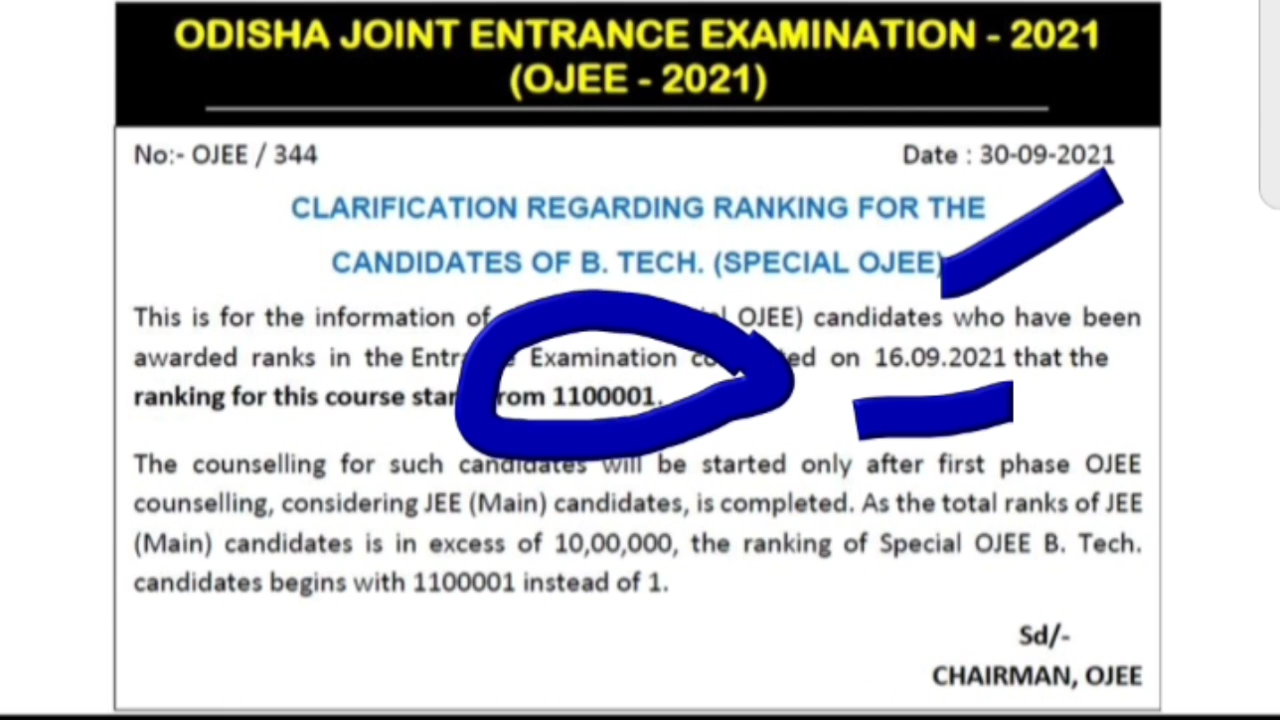 ODISHA JOINT ENTRANCE EXAMINATION - 2021
(OJEE - 2021)
No:- OJEE / 344 Date : 30-09-2021
CLARIFICATION REGARDING RANKING FOR THE
CANDIDATES OF B. TECH. (SPECIAL OJEE)
This is for the information of OJEE) candidates who have been
awarded ranks in the Examination on 16.09.2021 that the
ranking for this course from 1100001.
The counselling for such candidates will be started only after first phase OJEE
counselling, considering JEE (Main) candidates, is completed. As the total ranks of JEE
(Main) candidates is in excess of 10,00,000, the ranking of Special OJEE B. Tech.
candidates begins with 1100001 instead of 1.
Sd/-
CHAIRMAN, OJEE